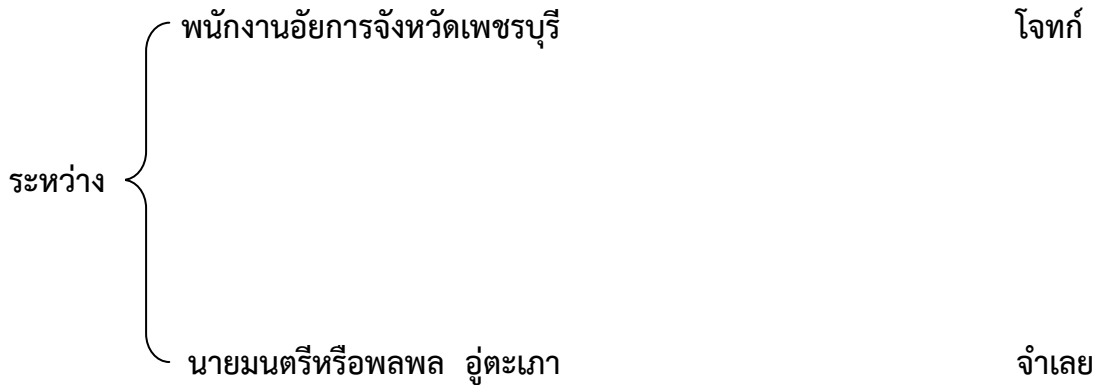 พนักงานอัยการจังหวัดเพชรบุรี โจทก์
ระหว่าง
นายมนตรีหรือพลพล อู่ตะเภา จำเลย